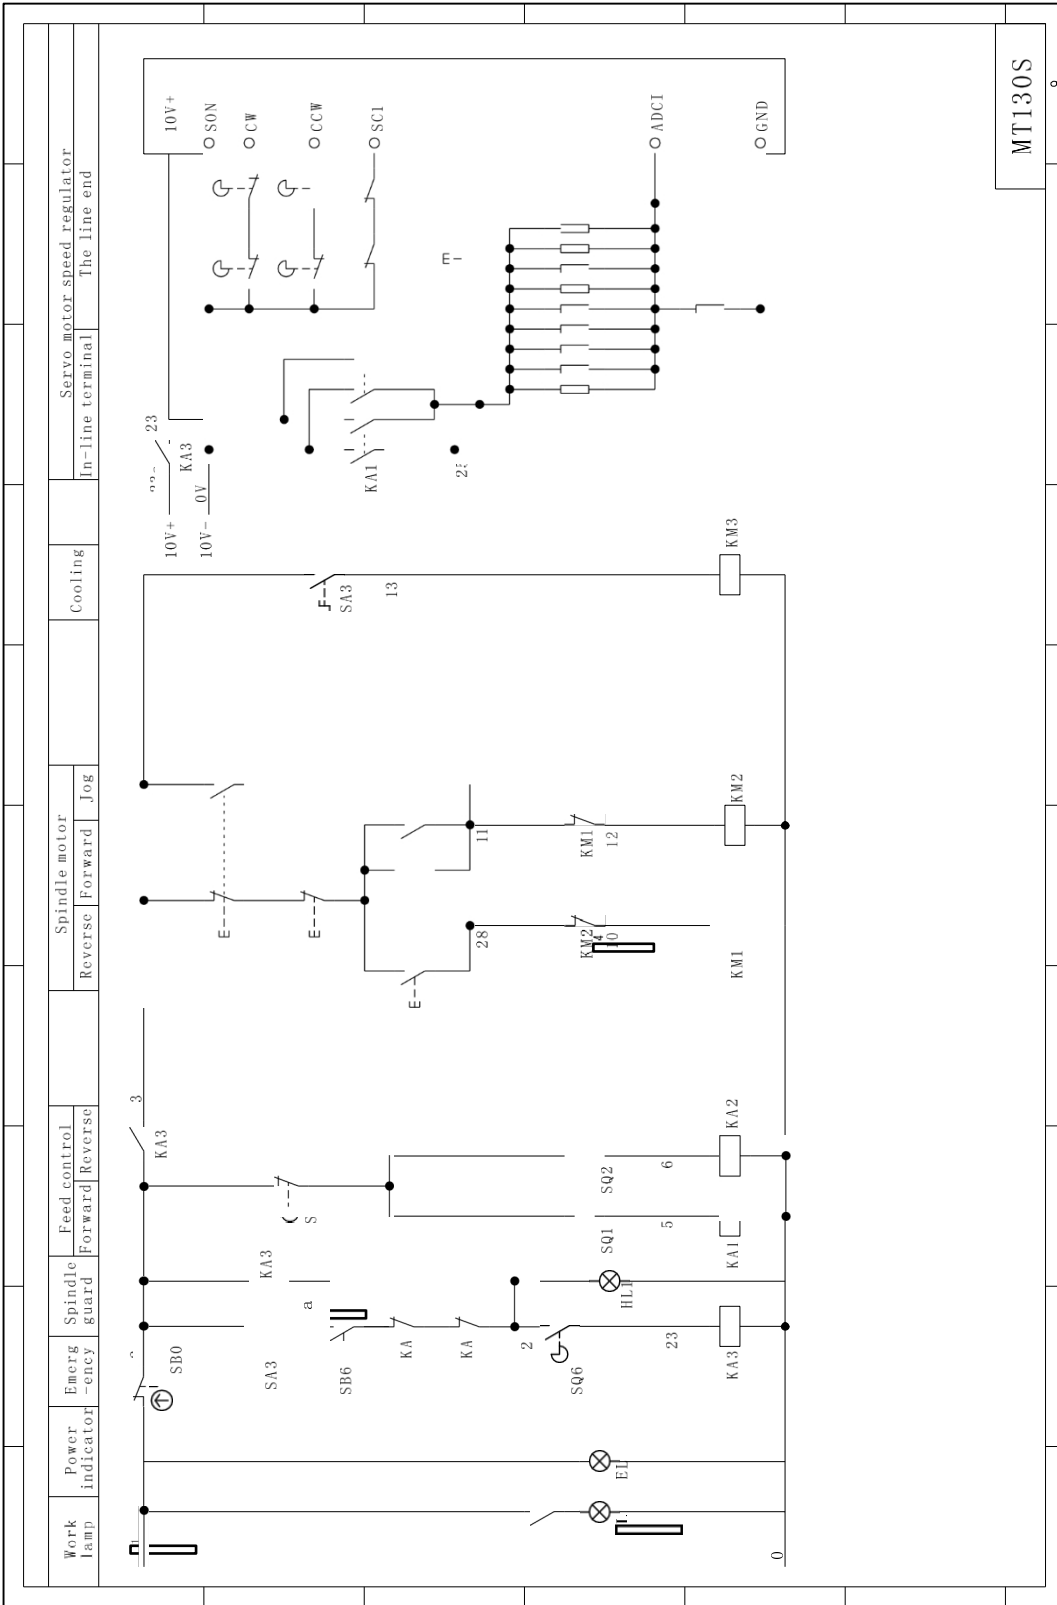 Work
lamp
Power
indicator
Emerg
-ency
Spindle
guard
Feed control
Forward
Reverse
Spindle motor
Reverse
Forward
Jog
Cooling
Servo motor speed regulator
In-line terminal
The line end
SB0
KA3
3
KA3
SA3
a
SB6
KA
KA
2
SQ6
23
KA3
HL1
EL
0
S
SQ1
5
KA1
SQ2
6
KA2
28
KM2
10
KM1
11
KM1
12
KM2
SA3
13
KM3
10V+
10V-
0V
23
KA3
KA1
10V+
SON
CW
CCW
SC1
ADCI
GND
MT130S